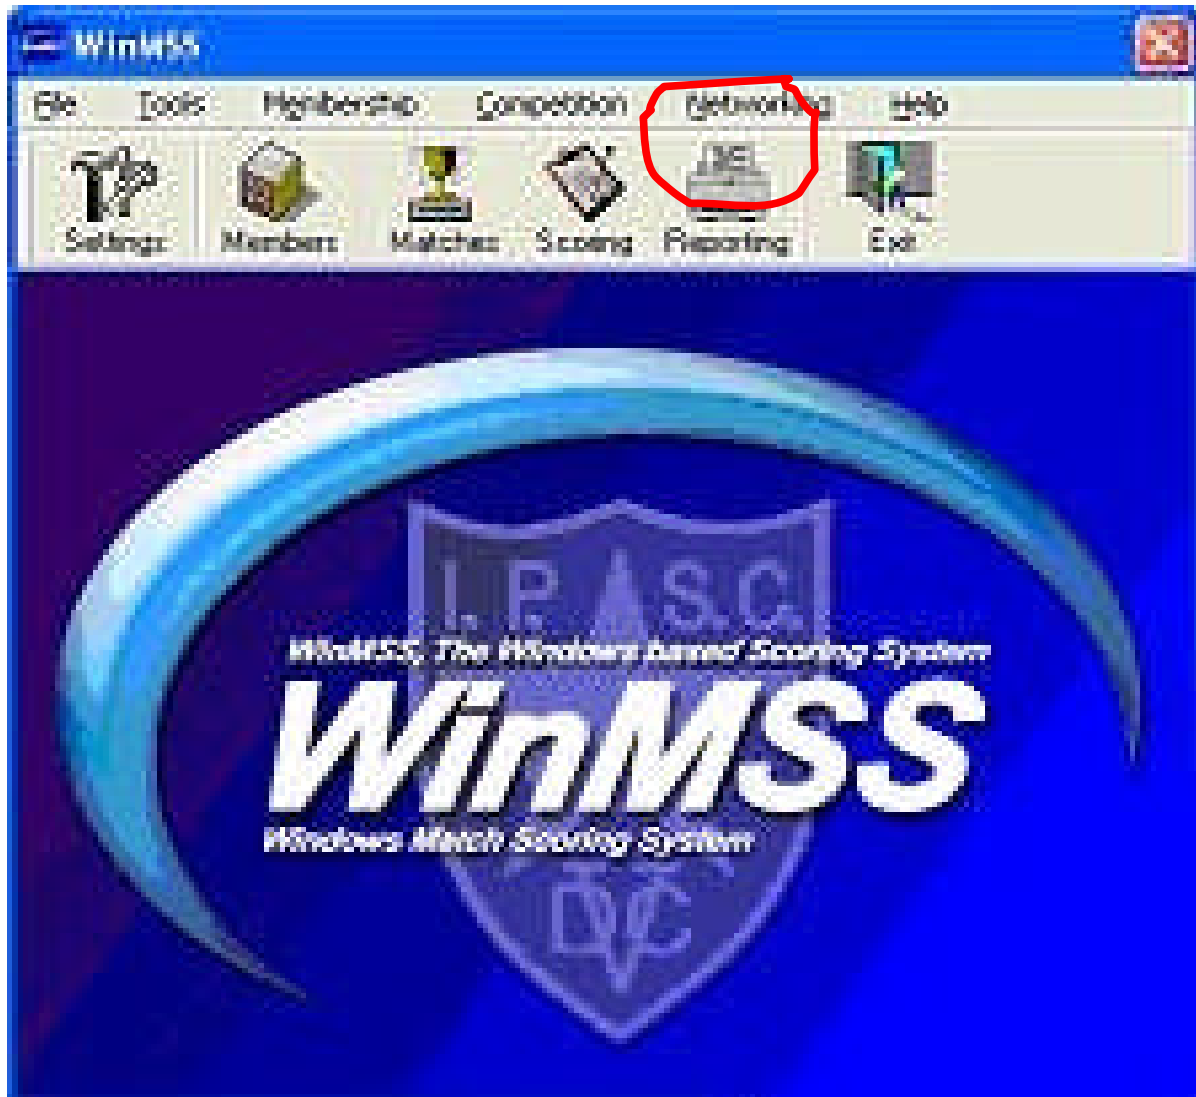 WinMSS
File Tools Membership Competition Networking Help
Settings Members Matches Scoring Reporting Exit
I.P.S.C.
WinMSS, The Windows based Scoring System
WinMSS
Windows Match Scoring System
DVC